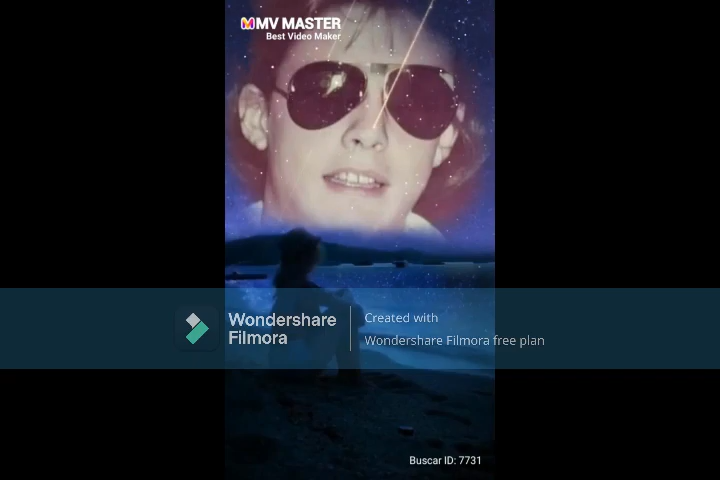 MV MASTER
Best Video Maker
Wondershare
Filmora
Created with
Wondershare Filmora free plan
Buscar ID: 7731